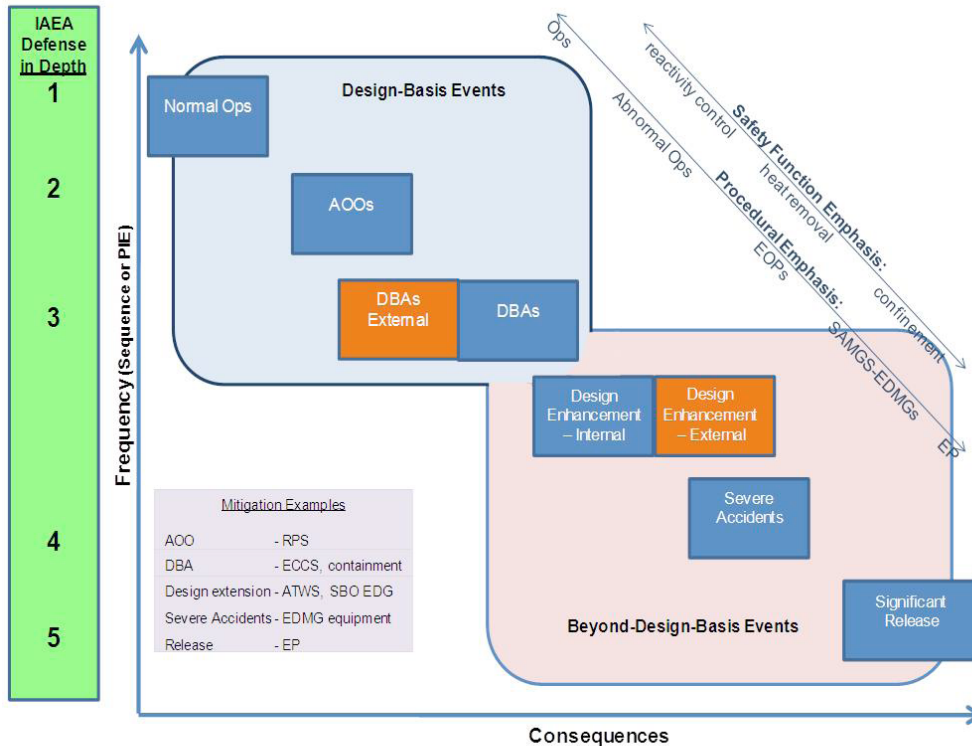 IAEA
Defense
in Depth
1
2
3
4
5
Frequency (Sequence or PIE)
Design-Basis Events
Normal Ops
AOOs
DBAs
External
DBAs
Ops
Abnormal Ops
Procedural Emphasis:
EOPs
SAMGS-EDMGs
EP
reactivity control
Safety Function Emphasis:
heat removal
confinement
Design
Enhancement
– Internal
Design
Enhancement
– External
Severe
Accidents
Significant
Release
Beyond-Design-Basis Events
Mitigation Examples
AOO - RPS
DBA - ECCS, containment
Design extension - ATWS, SBO EDG
Severe Accidents - EDMG equipment
Release - EP
Consequences